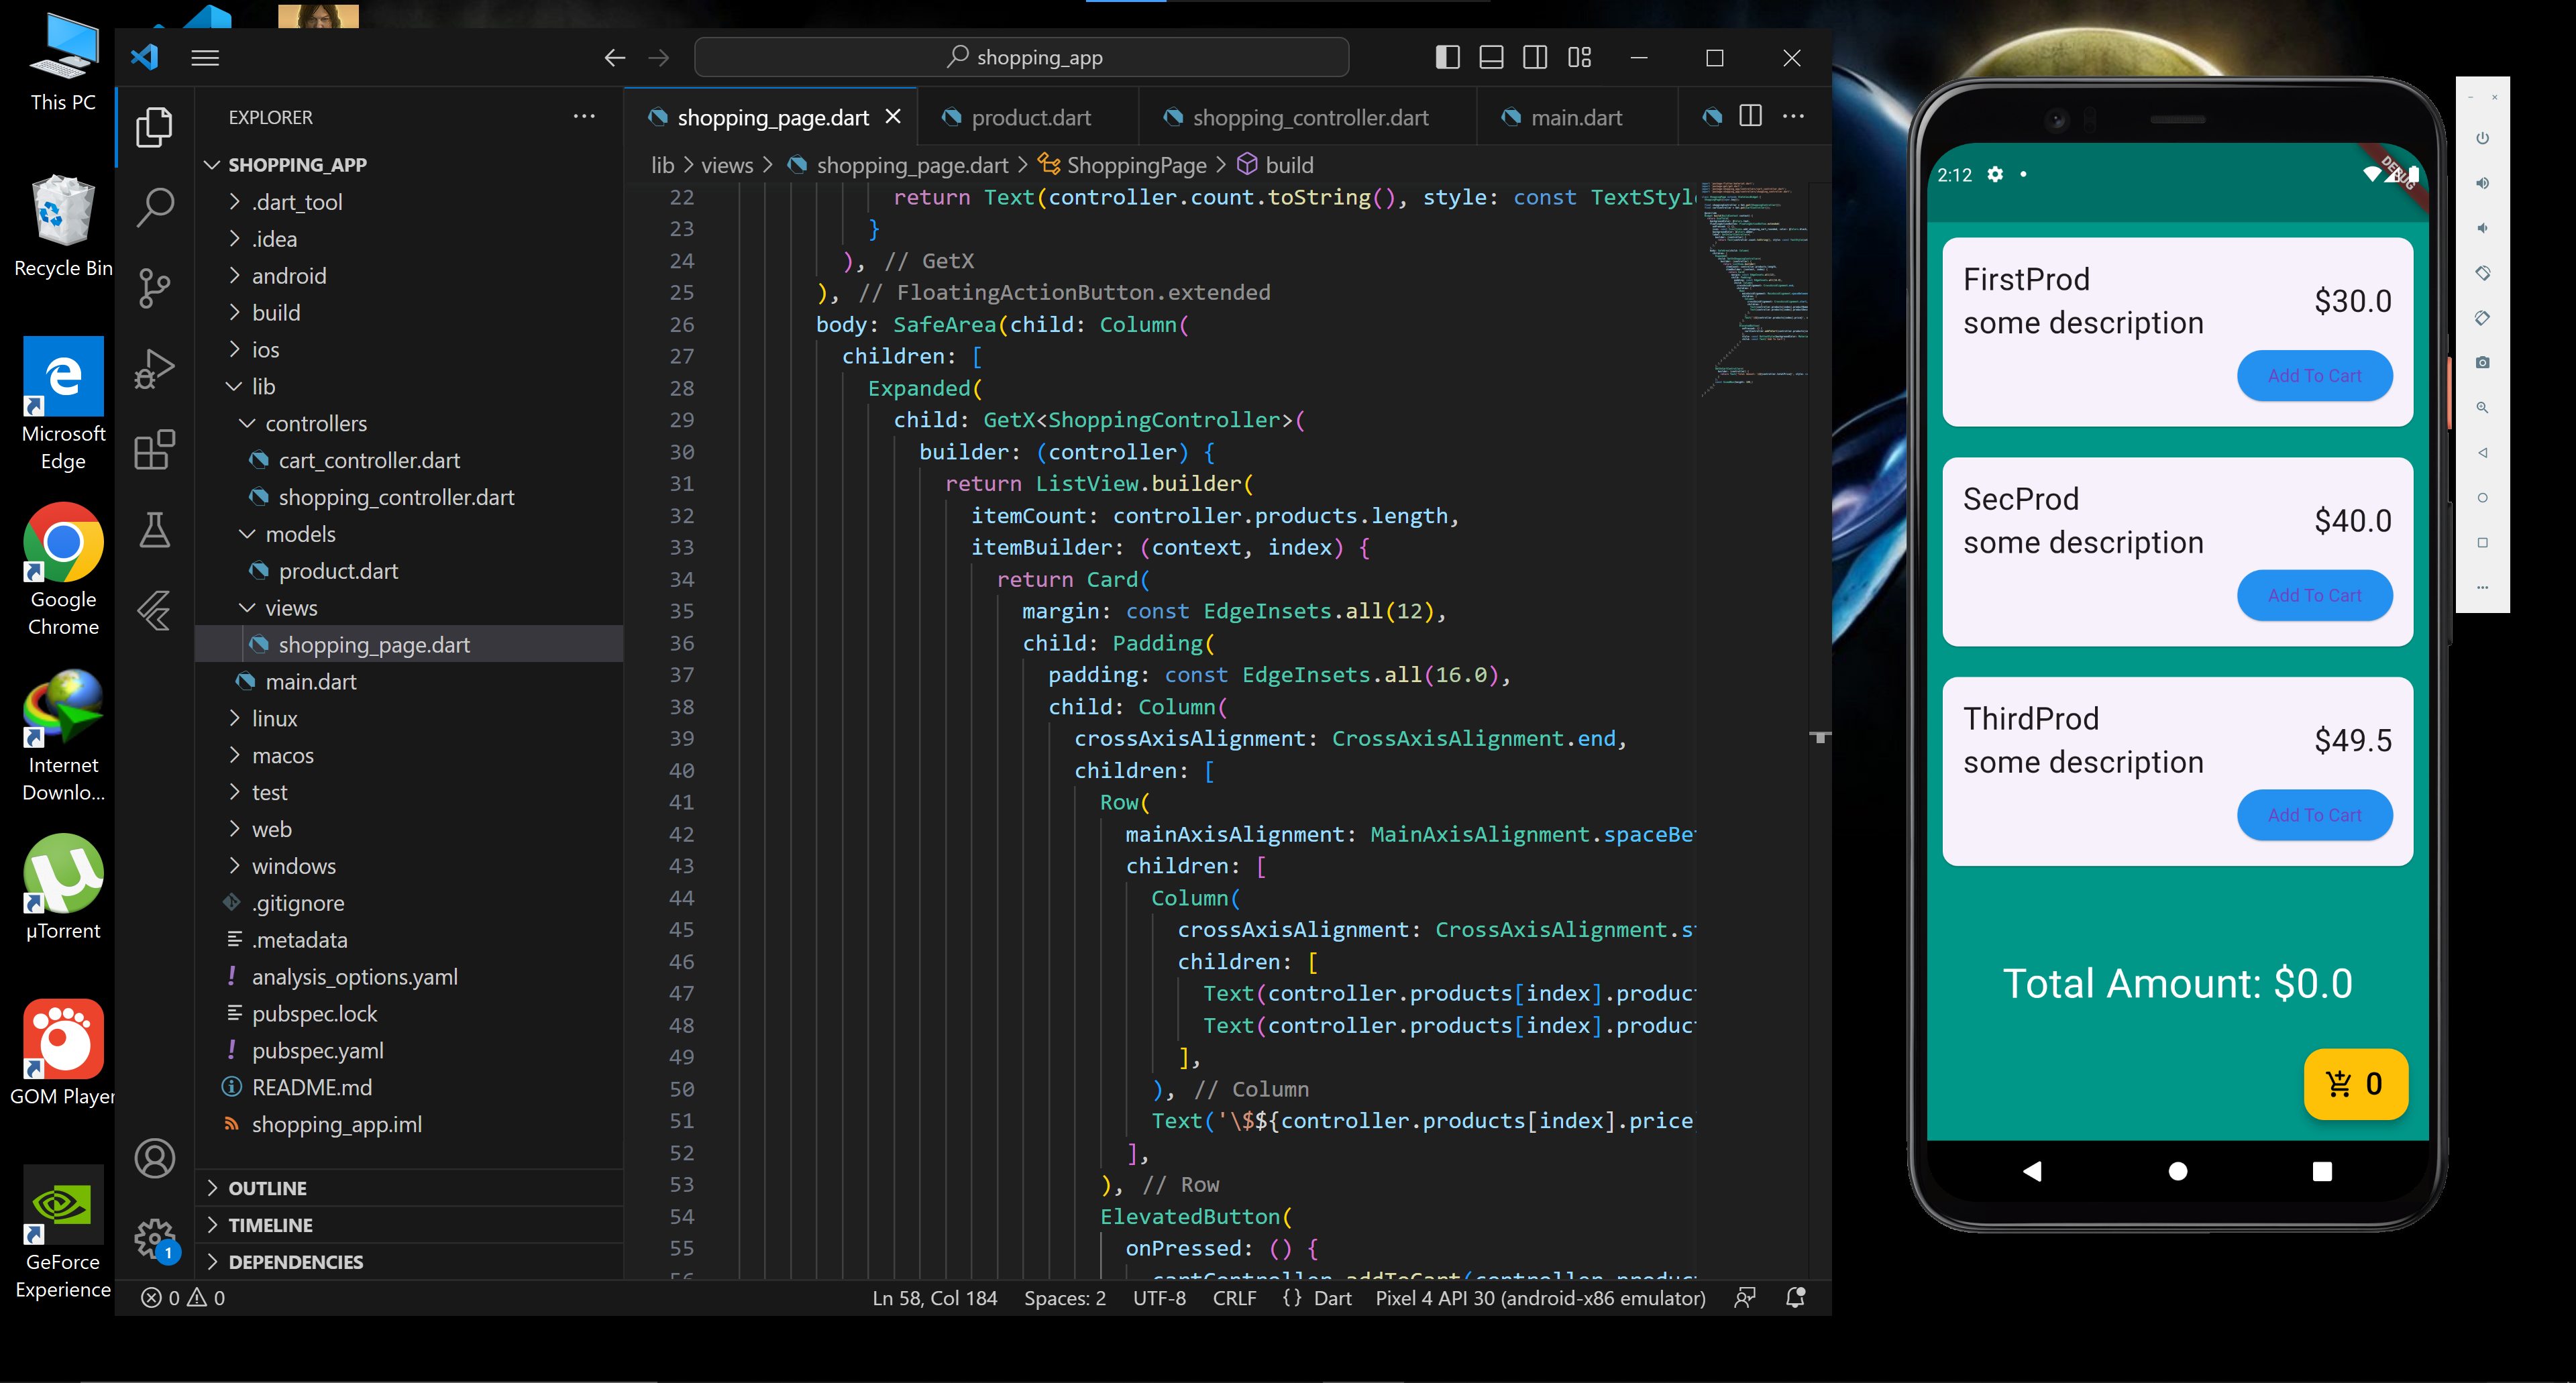 This PC
Recycle Bin
Microsoft
Edge
Google
Chrome
Internet
Downlo...
µTorrent
GOM Player
GeForce
Experience
shopping_app
EXPLORER
SHOPPING_APP
.dart_tool
.idea
android
build
ios
lib
controllers
cart_controller.dart
shopping_controller.dart
models
product.dart
views
shopping_page.dart
main.dart
linux
macos
test
web
windows
.gitignore
.metadata
analysis_options.yaml
pubspec.lock
pubspec.yaml
README.md
shopping_app.iml
OUTLINE
TIMELINE
DEPENDENCIES
1
shopping_page.dart product.dart shopping_controller.dart main.dart
lib > views > shopping_page.dart > ShoppingPage > build
22 return Text(controller.count.toString(), style: const TextStyl
23 }
24 ), // GetX
25 ), // FloatingActionButton.extended
26 body: SafeArea(child: Column(
27 children: [
28 Expanded(
29 child: GetX<ShoppingController>(
30 builder: (controller) {
31 return ListView.builder(
32 itemCount: controller.products.length,
33 itemBuilder: (context, index) {
34 return Card(
35 margin: const EdgeInsets.all(12),
36 child: Padding(
37 padding: const EdgeInsets.all(16.0),
38 child: Column(
39 crossAxisAlignment: CrossAxisAlignment.end,
40 children: [
41 Row(
42 mainAxisAlignment: MainAxisAlignment.spaceBe
43 children: [
44 Column(
45 crossAxisAlignment: CrossAxisAlignment.s
46 children: [
47 Text(controller.products[index].produc
48 Text(controller.products[index].produc
49 ],
50 ), // Column
51 Text('\$${controller.products[index].price
52 ],
53 ), // Row
54 ElevatedButton(
55 onPressed: () {
56 cartController.addToCart(controller.produc
0 0
Ln 58, Col 184 Spaces: 2 UTF-8 CRLF {} Dart Pixel 4 API 30 (android-x86 emulator)
2:12
DEBUG
FirstProd
some description
$30.0
Add To Cart
SecProd
some description
$40.0
Add To Cart
ThirdProd
some description
$49.5
Add To Cart
Total Amount: $0.0
0